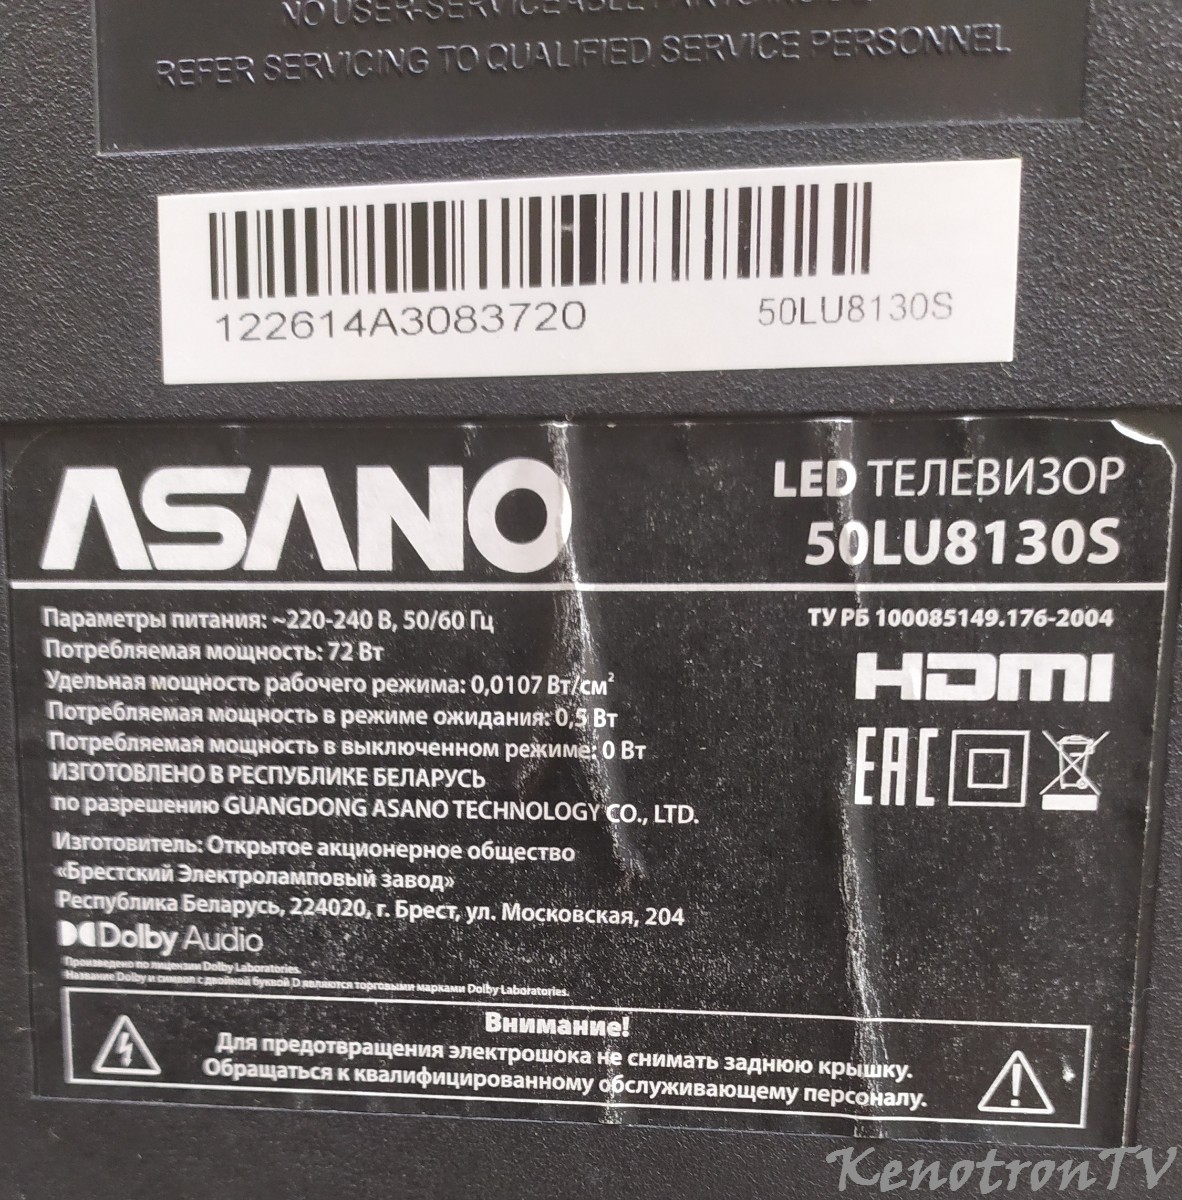 NO USER-SERVICEABLE PARTS INSIDE
REFER SERVICING TO QUALIFIED SERVICE PERSONNEL
122614A3083720 50LU8130S
ASANO
LED ТЕЛЕВИЗОР
50LU8130S
Параметры питания: ~220-240 В, 50/60 Гц
Потребляемая мощность: 72 Вт
Удельная мощность рабочего режима: 0,0107 Вт/см²
Потребляемая мощность в режиме ожидания: 0,5 Вт
Потребляемая мощность в выключенном режиме: 0 Вт
ИЗГОТОВЛЕНО В РЕСПУБЛИКЕ БЕЛАРУСЬ
по разрешению GUANGDONG ASANO TECHNOLOGY CO., LTD.
ТУ РБ 100085149.176-2004
HDMI
EAC
Изготовитель: Открытое акционерное общество
«Брестский Электроламповый завод»
Республика Беларусь, 224020, г. Брест, ул. Московская, 204
Dolby Audio
Произведено по лицензии Dolby Laboratories.
Название Dolby и символ с двойной буквой D являются торговыми марками Dolby Laboratories.
Внимание!
Для предотвращения электрошока не снимать заднюю крышку.
Обращаться к квалифицированному обслуживающему персоналу.
KenotronTV